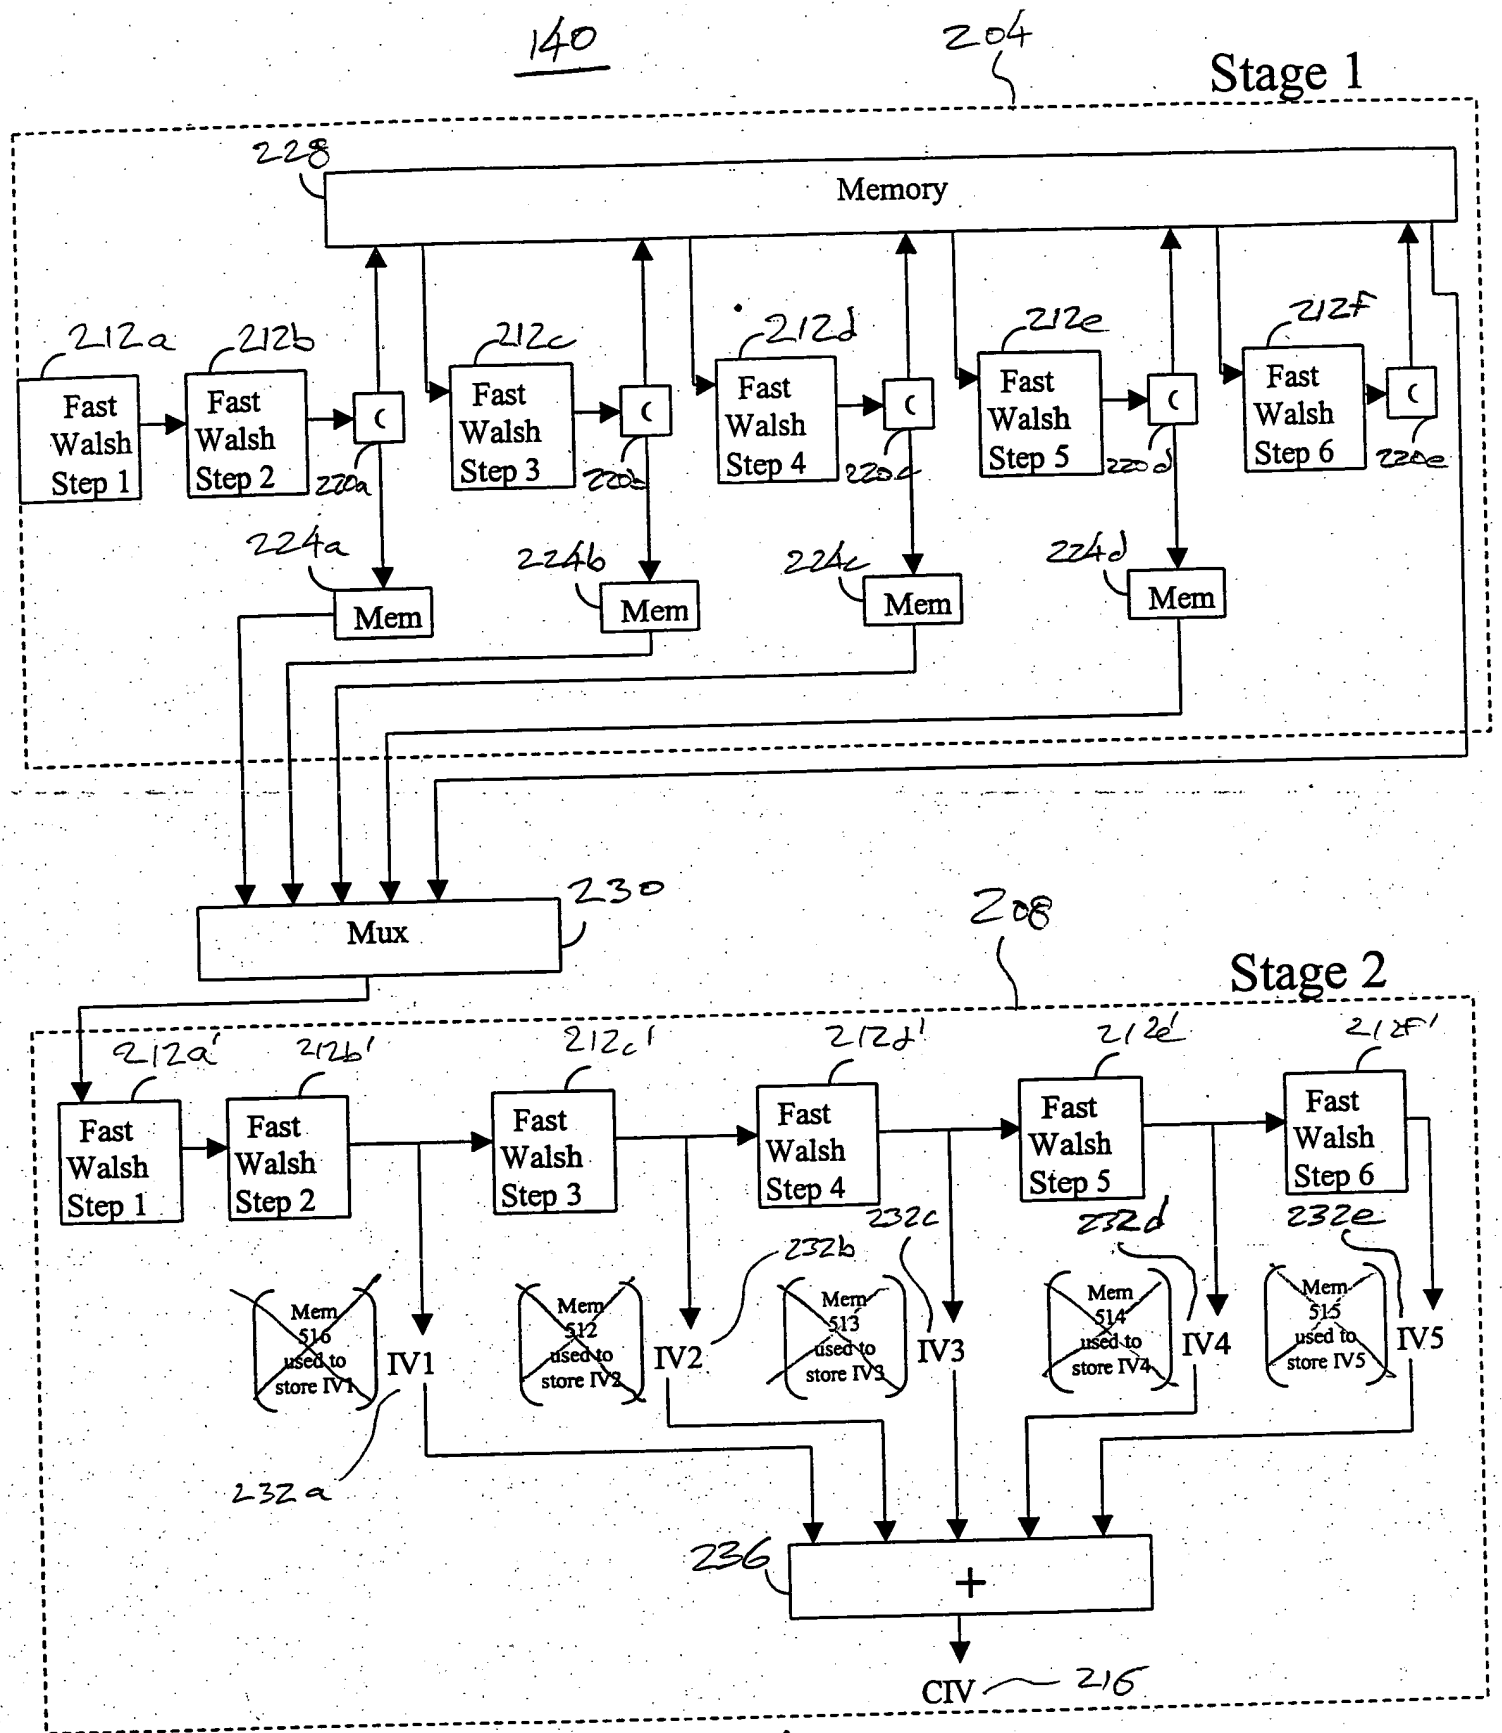 140
204
Stage 1
228
Memory
212a
212b
212c
212d
212e
212f
Fast
Walsh
Step 1
Fast
Walsh
Step 2
C
220a
Fast
Walsh
Step 3
C
220b
Fast
Walsh
Step 4
C
220c
Fast
Walsh
Step 5
C
220d
Fast
Walsh
Step 6
C
220e
224a
Mem
224b
Mem
224c
Mem
224d
Mem
230
Mux
208
Stage 2
212a'
212b'
212c'
212d'
212e'
212f'
Fast
Walsh
Step 1
Fast
Walsh
Step 2
Fast
Walsh
Step 3
Fast
Walsh
Step 4
Fast
Walsh
Step 5
Fast
Walsh
Step 6
232b
232c
232d
232e
Mem
516
used to
store IV1
IV1
Mem
512
used to
store IV2
IV2
Mem
513
used to
store IV3
IV3
Mem
514
used to
store IV4
IV4
Mem
515
used to
store IV5
IV5
232a
236
+
CIV
216